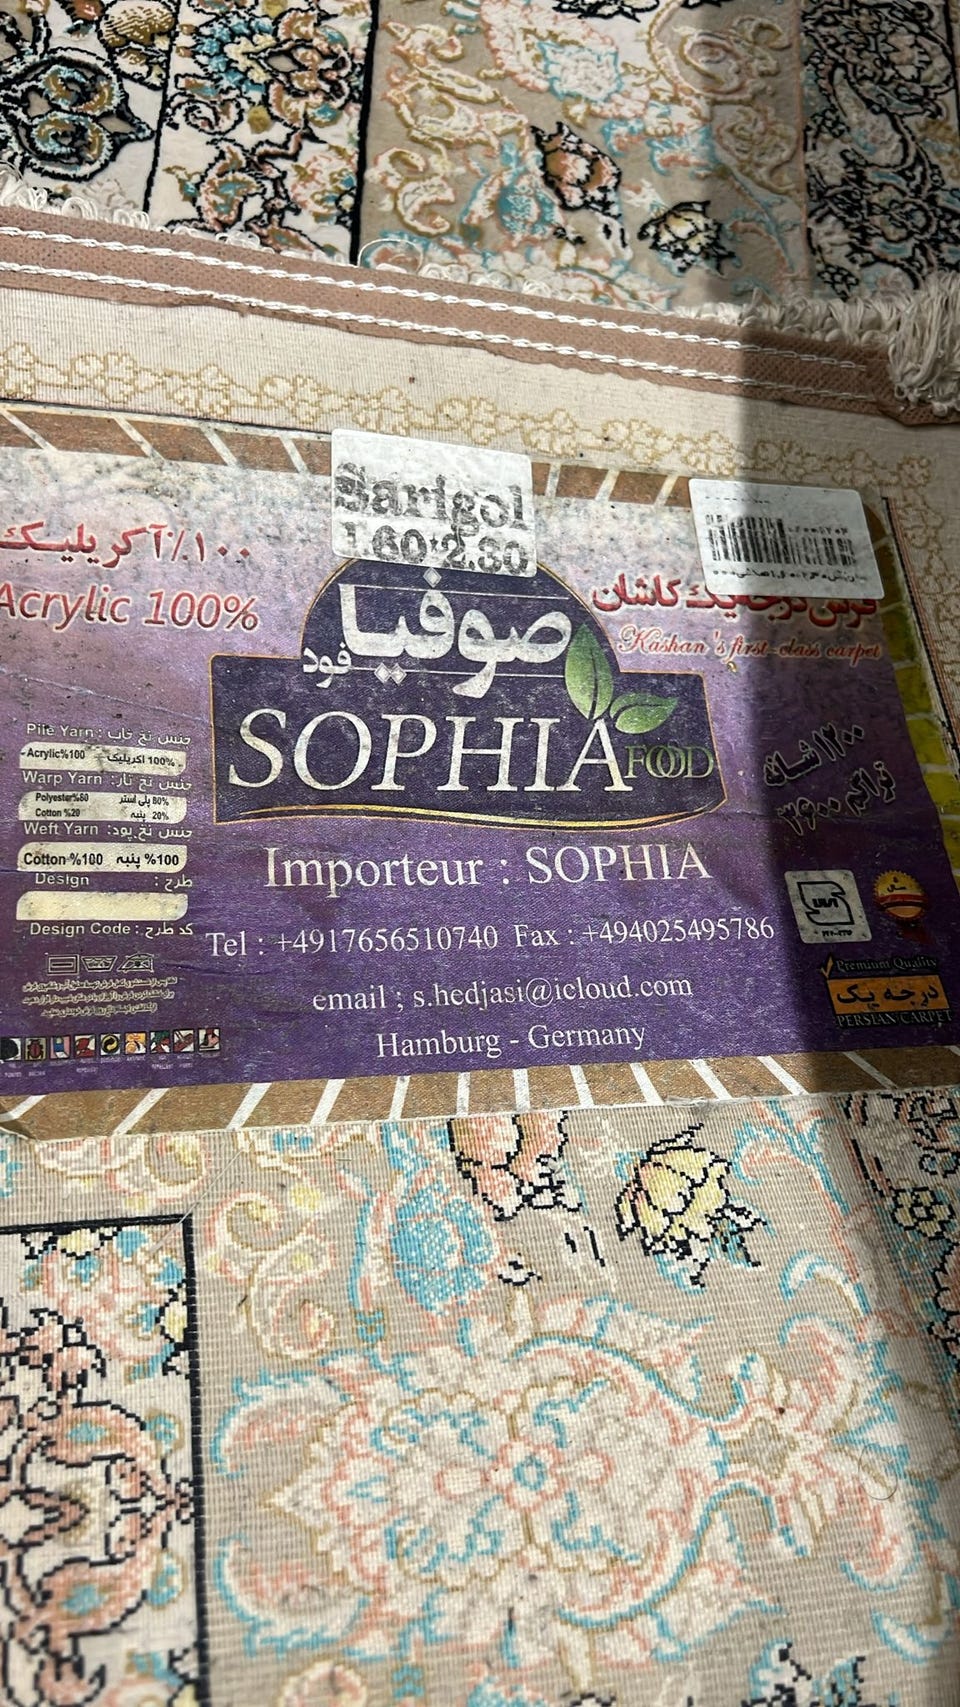 Sarigol
1.60*2.30
۱۰۰٪ آکریلیک
Acrylic 100%
فرش درجه یک کاشان
Kashan's first class carpet
صوفیا
فود
SOPHIA
FOOD
۱۲۰۰ شانه
تراکم ۳۶۰۰
Pile Yarn : جنس نخ خاب:
Acrylic%100 اکریلیک 100%
Warp Yarn : جنس نخ تار:
Polyester%80 پلی استر 80%
Cotton %20 پنبه 20%
Weft Yarn : جنس نخ پود:
Cotton %100 پنبه %100
Design طرح :
Design Code : کد طرح:
Importeur : SOPHIA
Tel : +4917656510740 Fax : +494025495786
email ; s.hedjasi@icloud.com
Hamburg - Germany
Premium Quality
درجه یک
PERSIAN CARPET